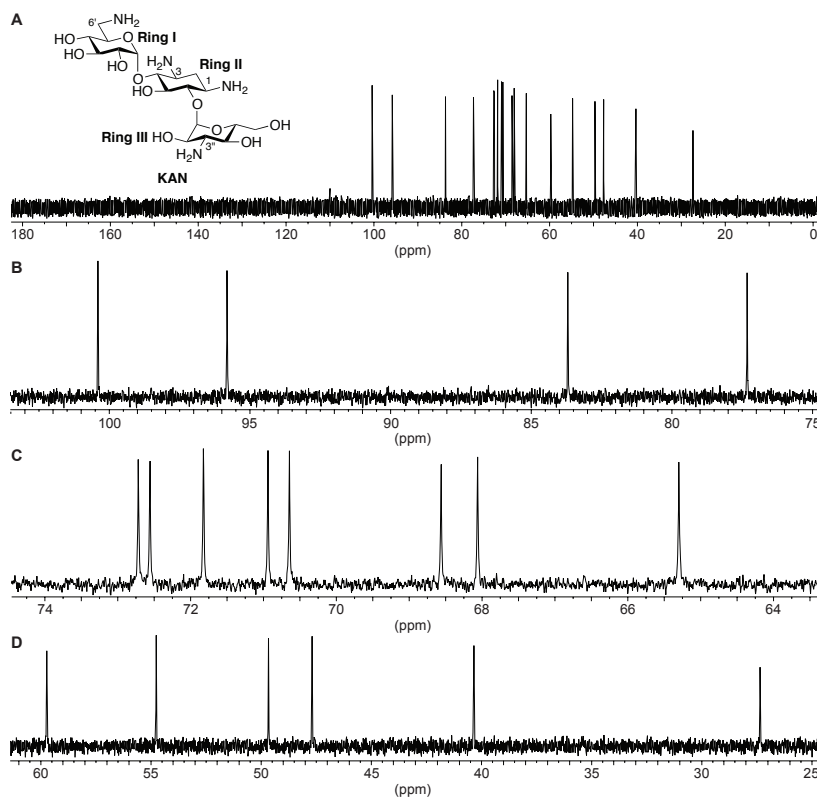 A
6' NH2
HO O Ring I
HO
HO H2N Ring II
3 1
O NH2
HO
O
O OH
Ring III HO OH
H2N 3"
KAN
180 160 140 120 100 80 60 40 20 0
(ppm)
B
100 95 90 85 80 75
(ppm)
C
74 72 70 68 66 64
(ppm)
D
60 55 50 45 40 35 30 25
(ppm)